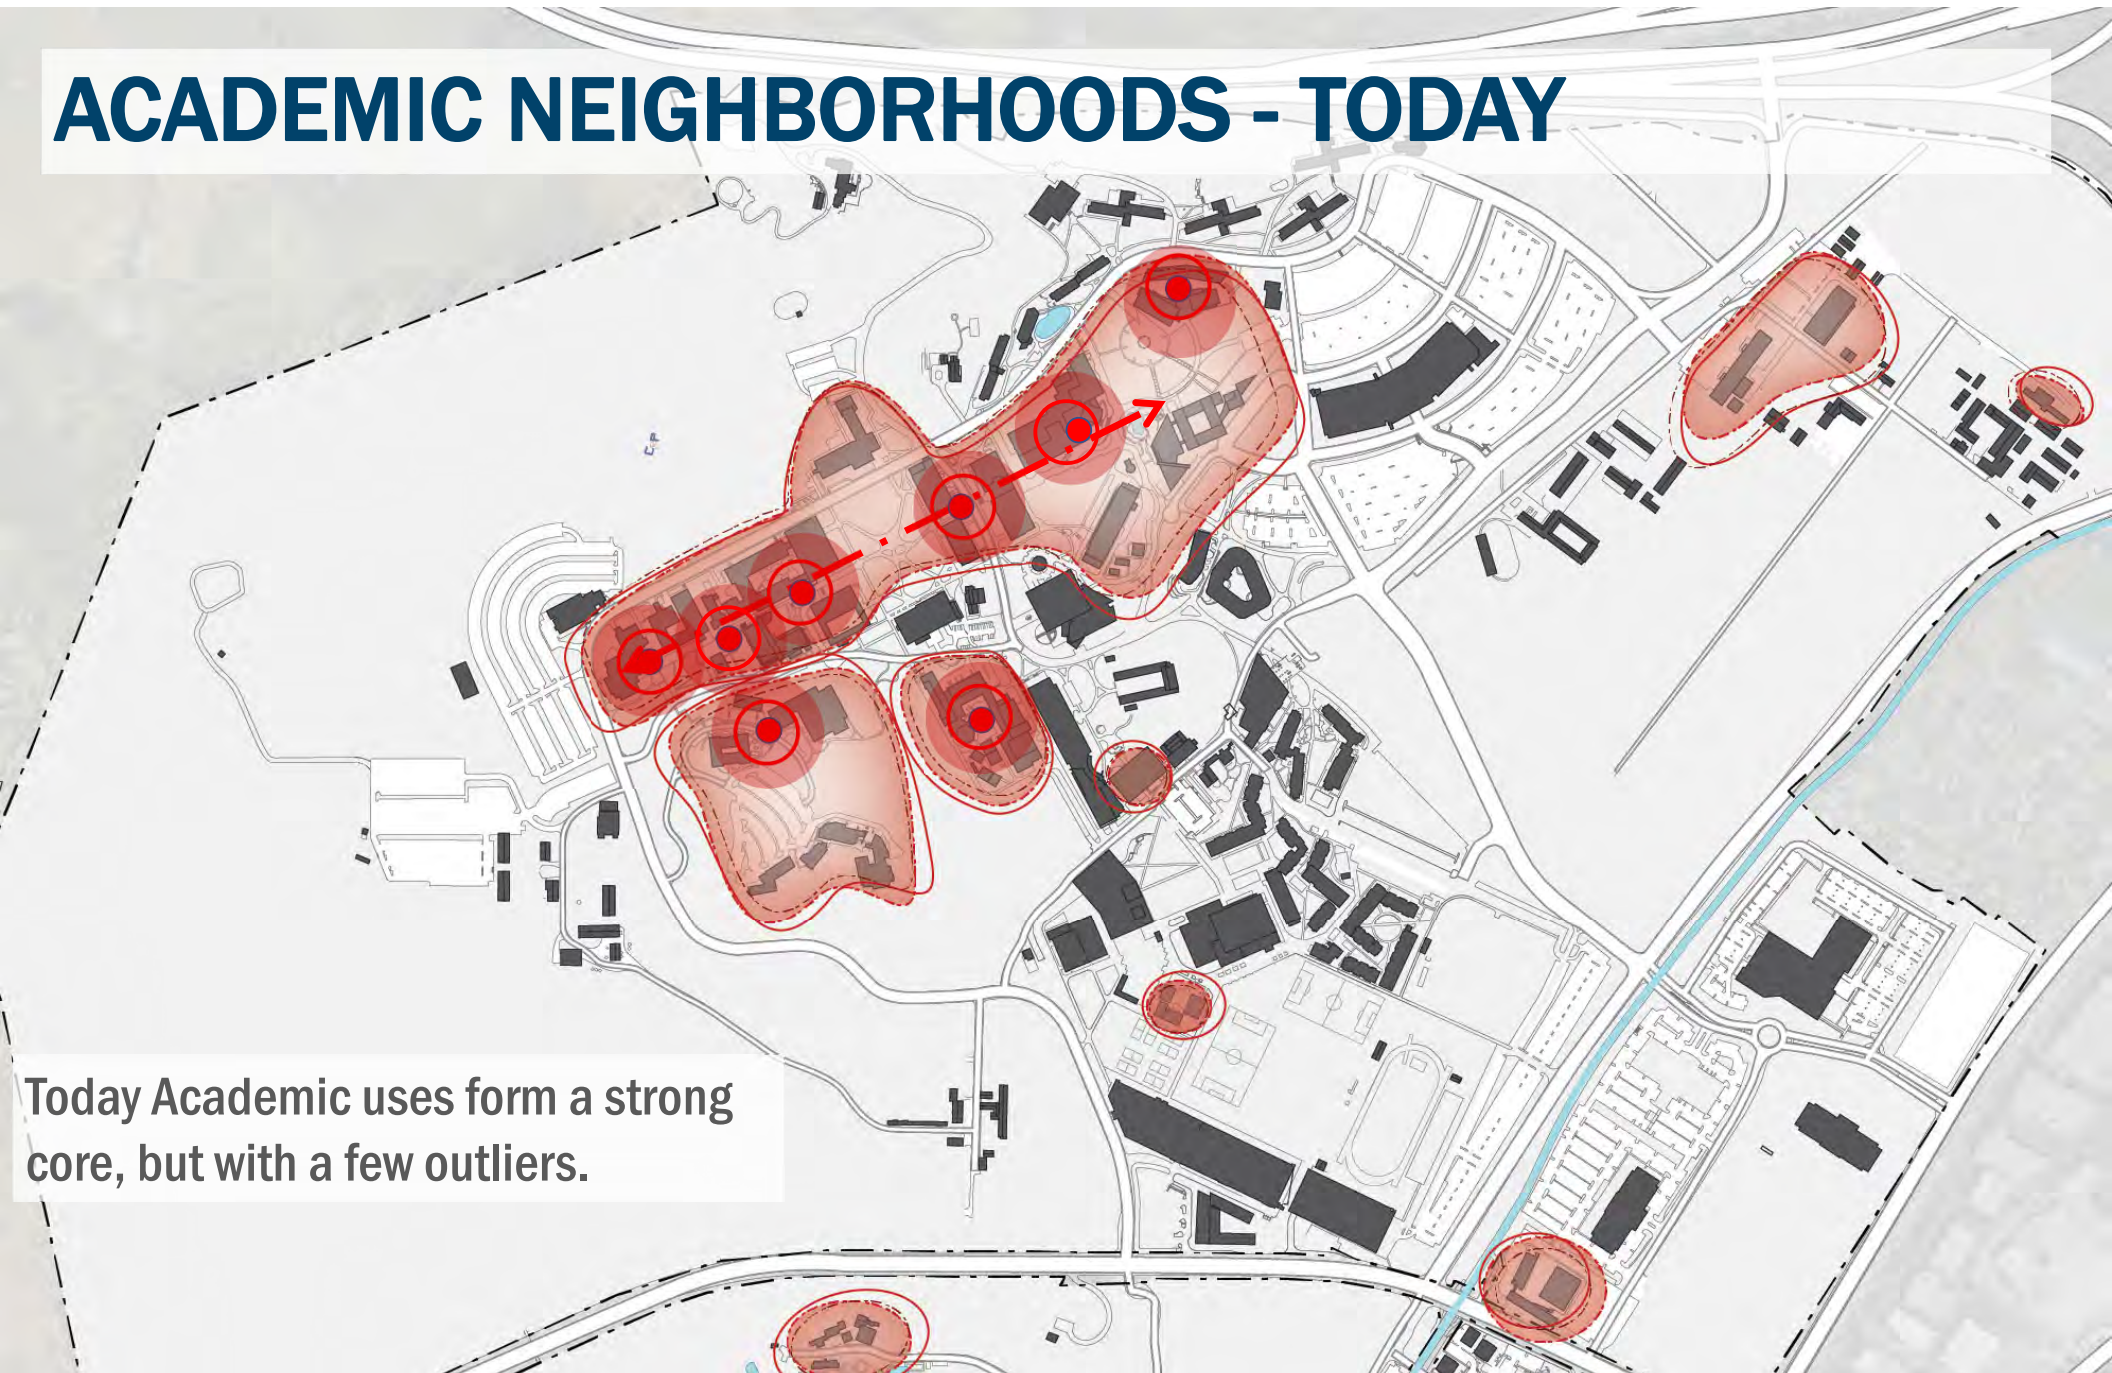 ACADEMIC NEIGHBORHOODS - TODAY
Today Academic uses form a strong
core, but with a few outliers.